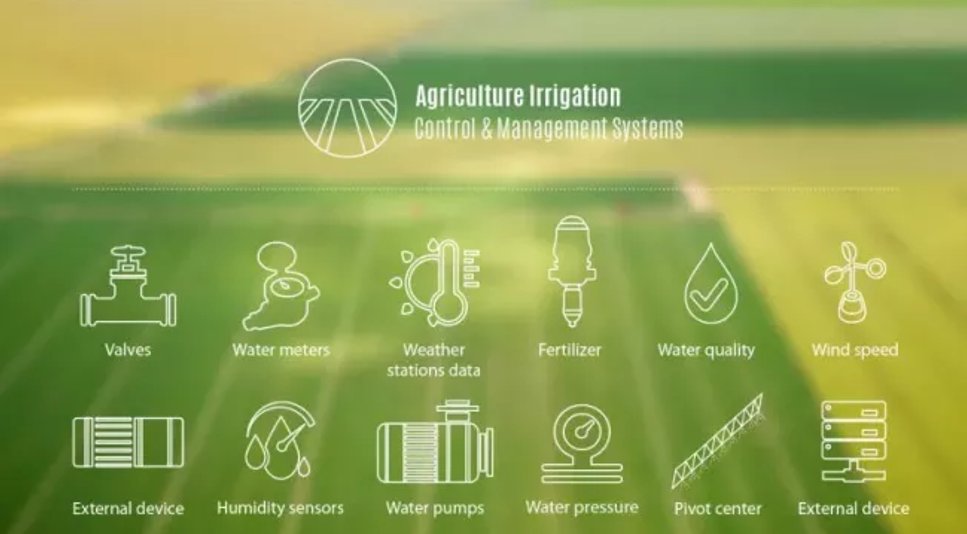 Agriculture Irrigation
Control & Management Systems
Valves
Water meters
Weather
stations data
Fertilizer
Water quality
Wind speed
External device
Humidity sensors
Water pumps
Water pressure
Pivot center
External device